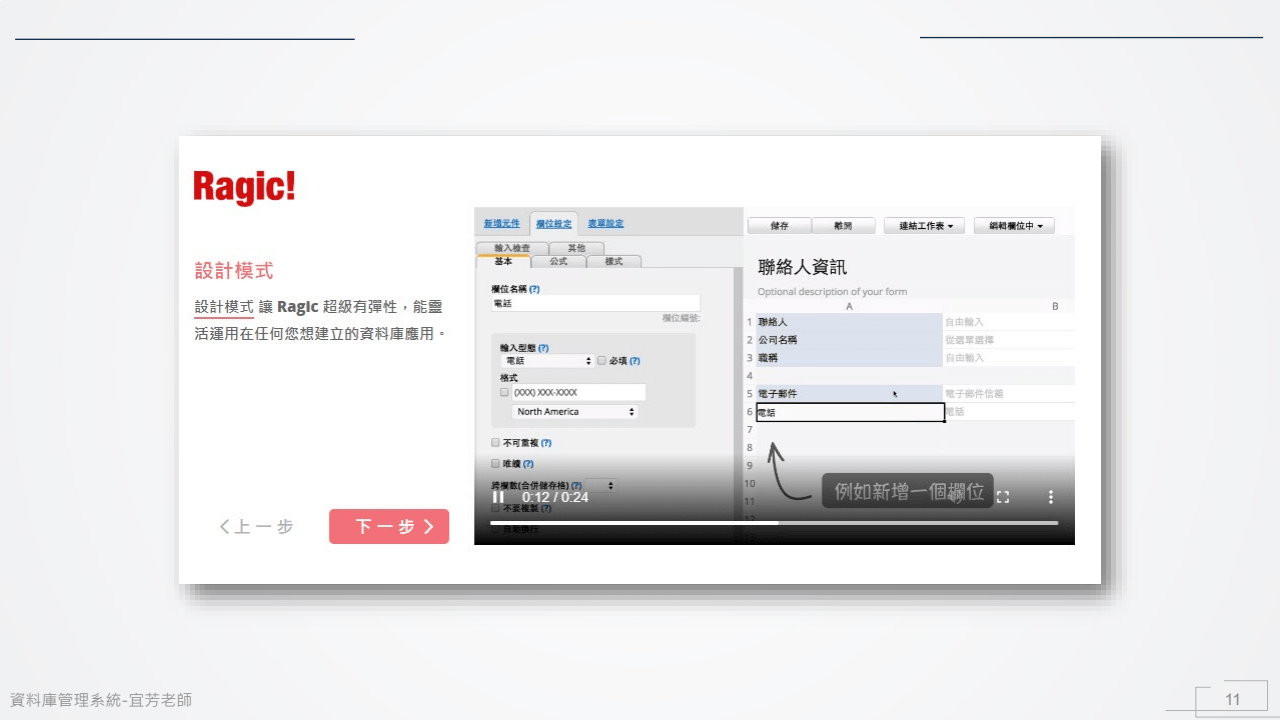 Ragic!
設計模式
設計模式 讓 Ragic 超級有彈性，能靈
活運用在任何您想建立的資料庫應用。
上一步
下一步
新增元件 欄位設定 表單設定
輸入檢查 其他
基本 公式 樣式
欄位名稱 (?)
電話
欄位編號:
輸入型態 (?)
電話 必填 (?)
格式
(XXX) XXX-XXXX
North America
不可重複 (?)
唯讀 (?)
跨欄數(合併儲存格) (?)
不要複製 (?)
0:12 / 0:24
儲存 離開 連結工作表 編輯欄位中
聯絡人資訊
Optional description of your form
A B
1 聯絡人 自由輸入
2 公司名稱 從選單選擇
3 職稱 自由輸入
4
5 電子郵件 電子郵件信箱
6 電話 電話
7
8
9
10
11
12
例如新增一個欄位
資料庫管理系統-宜芳老師
11